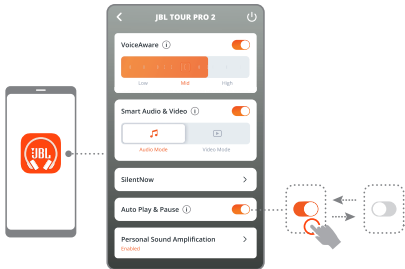 JBL TOUR PRO 2
VoiceAware
Low Mid High
Smart Audio & Video
Audio Mode Video Mode
JBL
SilentNow
Auto Play & Pause
Personal Sound Amplification
Enabled